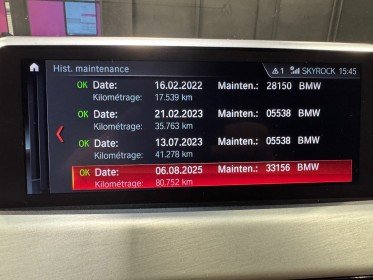 Hist. maintenance 1 SKYROCK 15:45
OK Date: 16.02.2022 Mainten.: 28150 BMW
Kilométrage: 17.539 km
OK Date: 21.02.2023 Mainten.: 05538 BMW
Kilométrage: 35.763 km
OK Date: 13.07.2023 Mainten.: 05538 BMW
Kilométrage: 41.278 km
OK Date: 06.08.2025 Mainten.: 33156 BMW
Kilométrage: 80.752 km